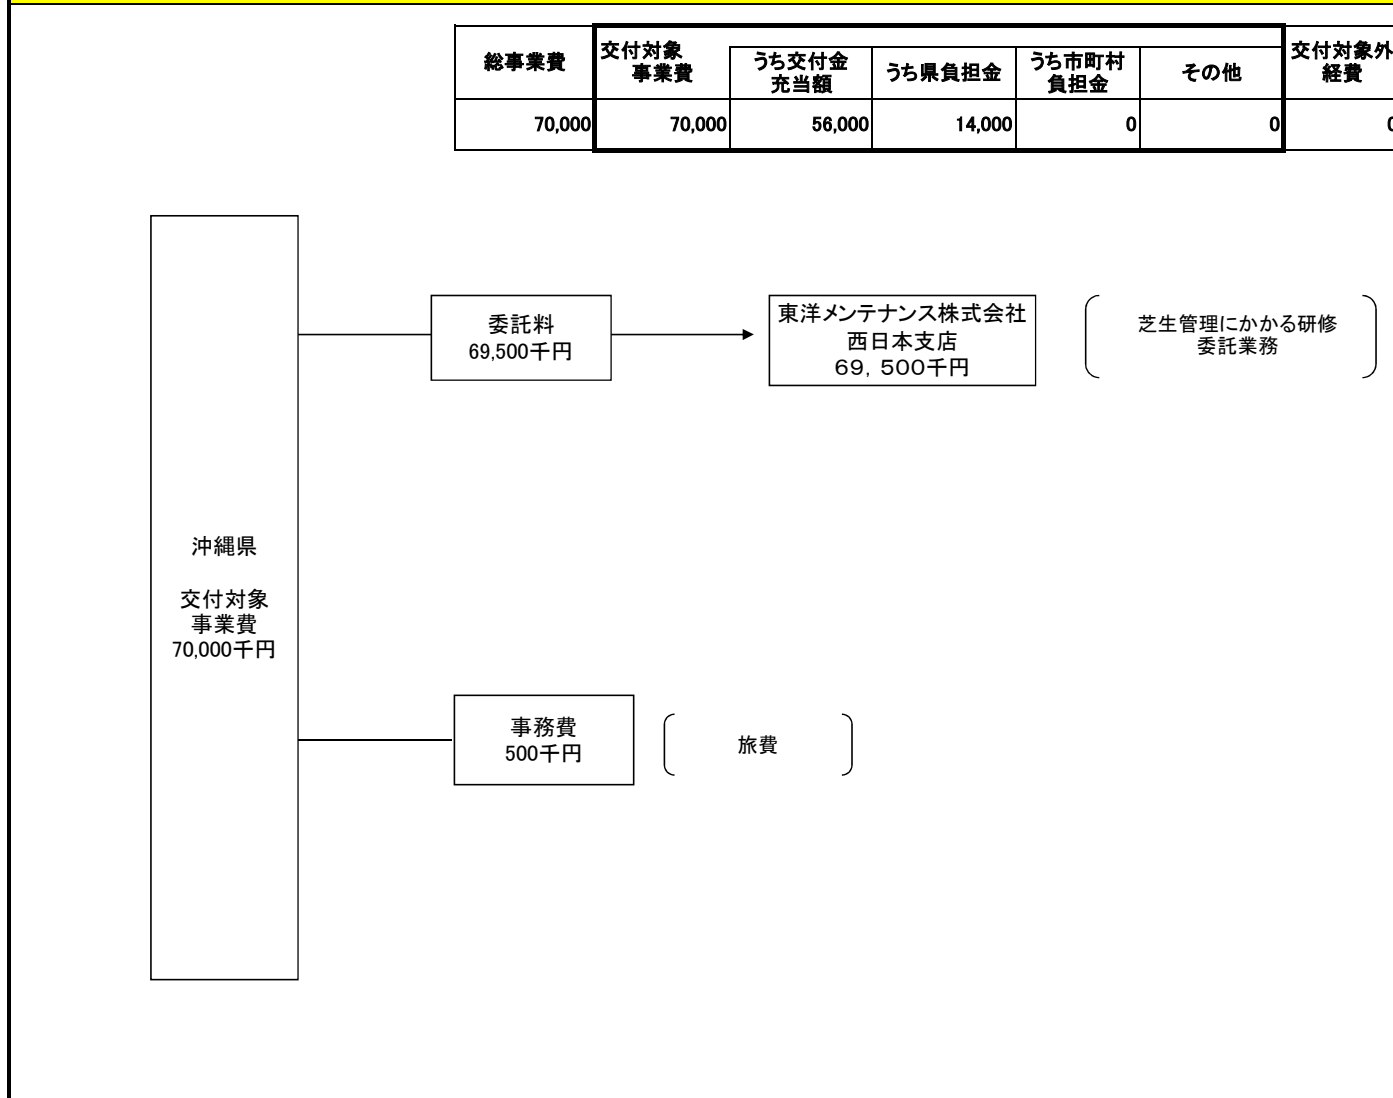 総事業費
交付対象
事業費
うち交付金
充当額
うち県負担金
うち市町村
負担金
その他
交付対象外
経費
70,000
70,000
56,000
14,000
0
0
0
委託料
69,500千円
東洋メンテナンス株式会社
西日本支店
69，500千円
芝生管理にかかる研修
委託業務
沖縄県
交付対象
事業費
70,000千円
事務費
500千円
旅費